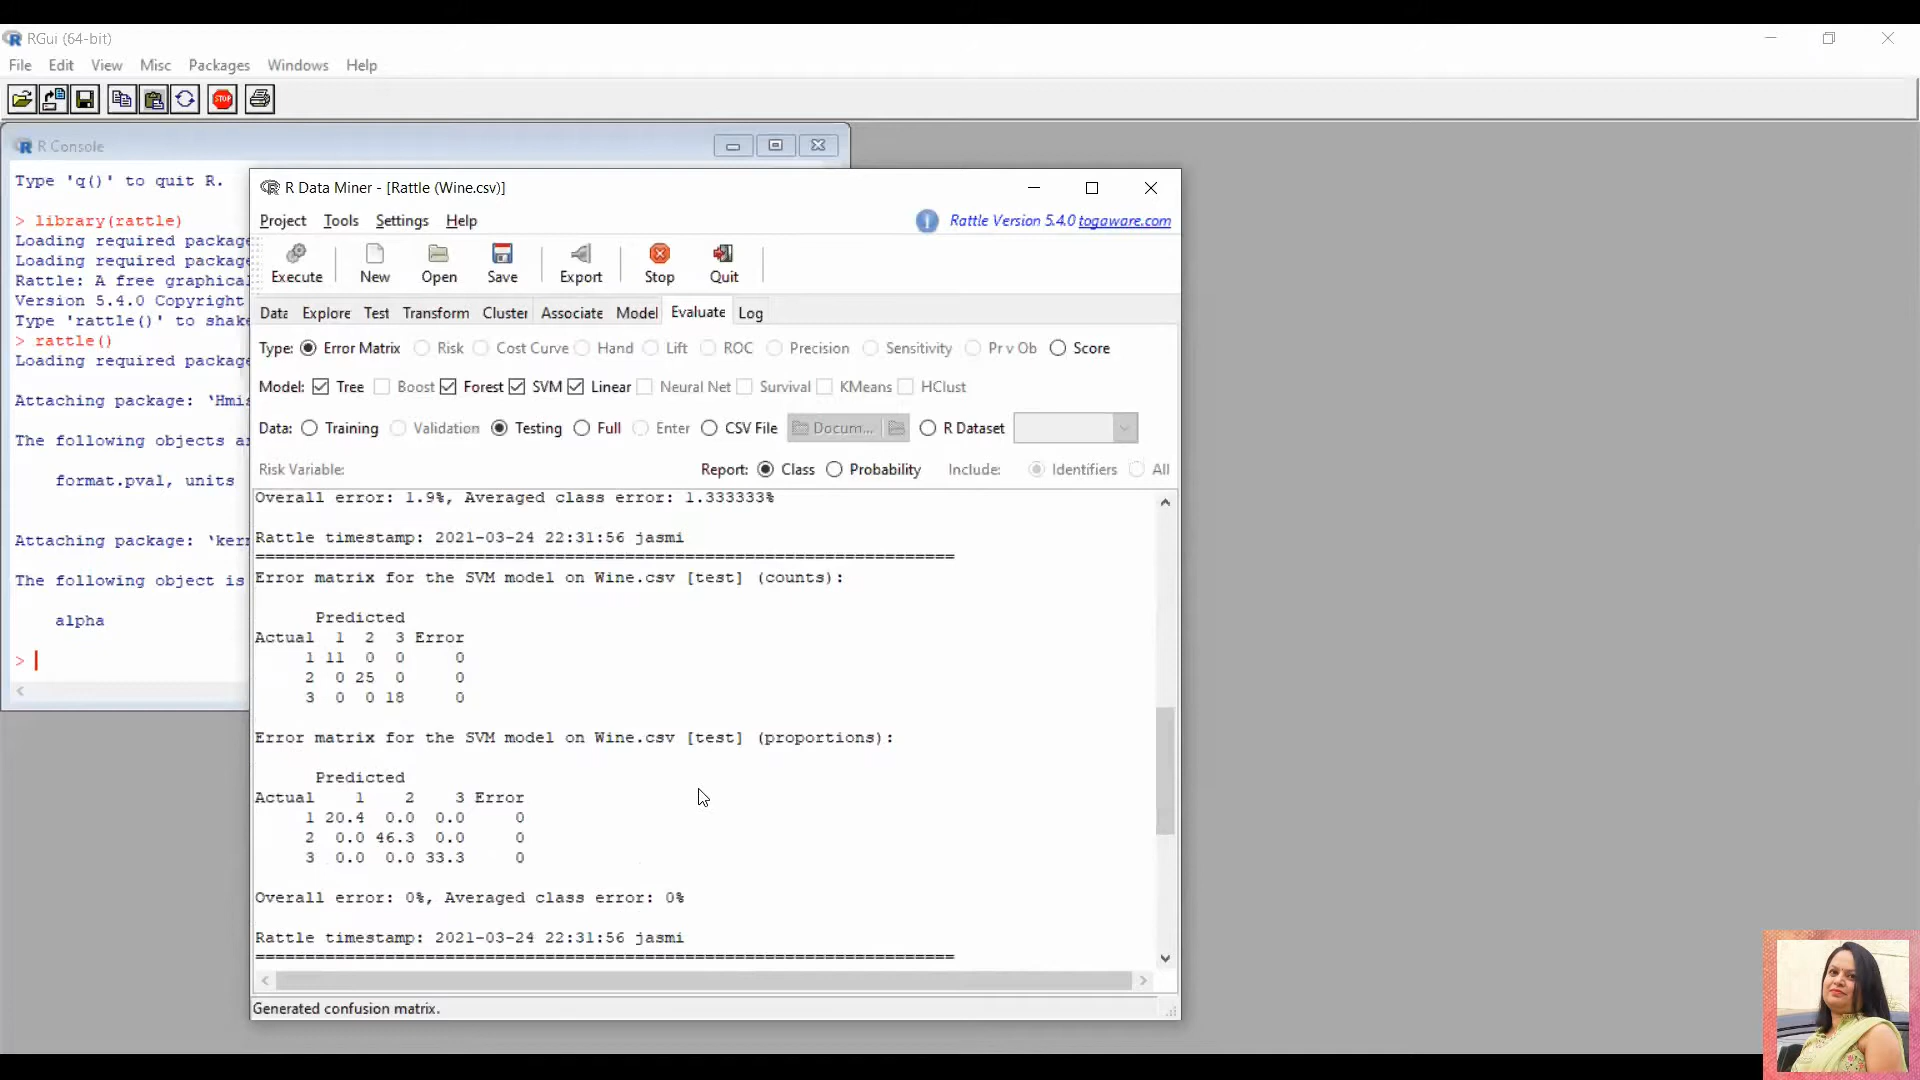 RGui (64-bit)
File Edit View Misc Packages Windows Help
STOP
R Console
Type 'q()' to quit R.
> library(rattle)
Loading required package
Loading required package
Rattle: A free graphical
Version 5.4.0 Copyright
Type 'rattle()' to shake
> rattle()
Loading required package
Attaching package: ‘Hmis
The following objects a
format.pval, units
Attaching package: ‘ker
The following object is
alpha
>
R Data Miner - [Rattle (Wine.csv)]
Project Tools Settings Help
Rattle Version 5.4.0 togaware.com
Execute New Open Save Export Stop Quit
Data Explore Test Transform Cluster Associate Model Evaluate Log
Type: Error Matrix Risk Cost Curve Hand Lift ROC Precision Sensitivity Pr v Ob Score
Model: Tree Boost Forest SVM Linear Neural Net Survival KMeans HClust
Data: Training Validation Testing Full Enter CSV File Docum... R Dataset
Risk Variable: Report: Class Probability Include: Identifiers All
Overall error: 1.9%, Averaged class error: 1.333333%
Rattle timestamp: 2021-03-24 22:31:56 jasmi
======================================================================
Error matrix for the SVM model on Wine.csv [test] (counts):
Predicted
Actual 1 2 3 Error
1 11 0 0 0
2 0 25 0 0
3 0 0 18 0
Error matrix for the SVM model on Wine.csv [test] (proportions):
Predicted
Actual 1 2 3 Error
1 20.4 0.0 0.0 0
2 0.0 46.3 0.0 0
3 0.0 0.0 33.3 0
Overall error: 0%, Averaged class error: 0%
Rattle timestamp: 2021-03-24 22:31:56 jasmi
======================================================================
Generated confusion matrix.